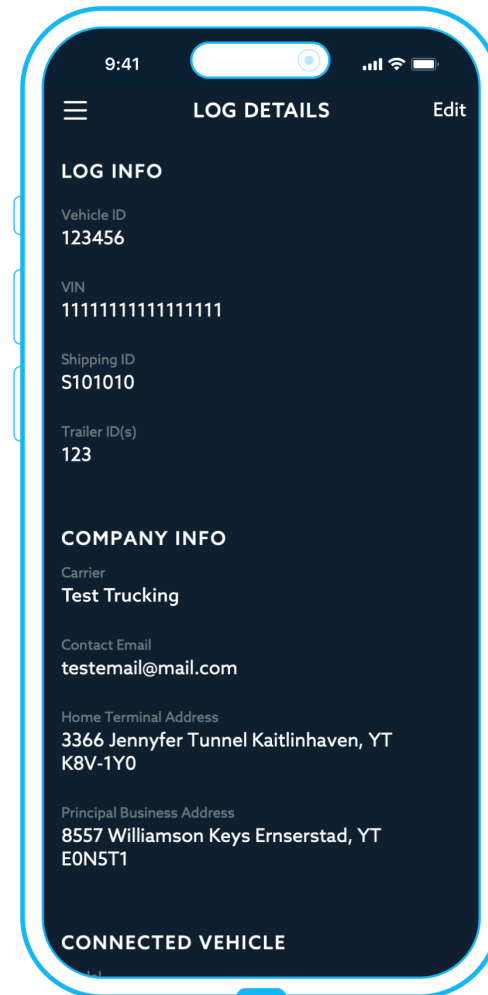 9:41
LOG DETAILS
Edit
LOG INFO
Vehicle ID
123456
VIN
11111111111111111
Shipping ID
S101010
Trailer ID(s)
123
COMPANY INFO
Carrier
Test Trucking
Contact Email
testemail@mail.com
Home Terminal Address
3366 Jennyfer Tunnel Kaitlinhaven, YT
K8V-1Y0
Principal Business Address
8557 Williamson Keys Ernserstad, YT
E0N5T1
CONNECTED VEHICLE